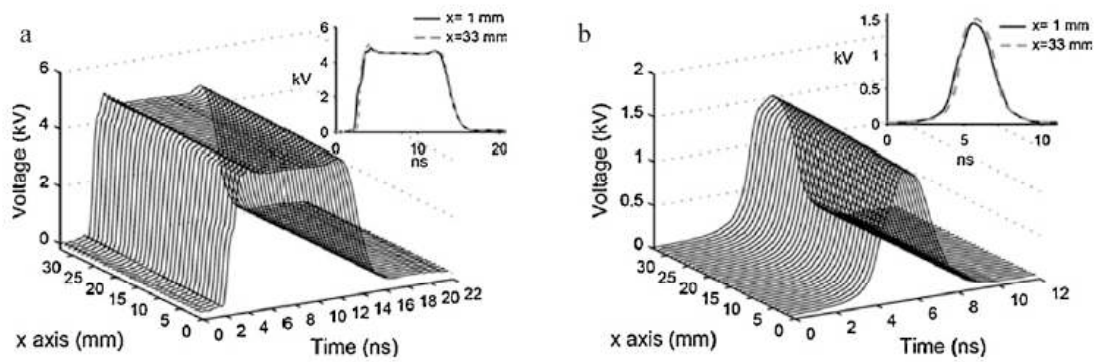 a
6
4
2
0
Voltage (kV)
30
25
20
15
10
5
0
x axis (mm)
0 2 4 6 8 10 12 14 16 18 20 22
Time (ns)
6
4
2
0
kV
0 10 20
ns
x= 1 mm
x=33 mm
b
2
1.5
1
0.5
0
Voltage (kV)
30
25
20
15
10
5
0
x axis (mm)
0 2 4 6 8 10 12
Time (ns)
1.5
1
0.5
0
kV
0 5 10
ns
x= 1 mm
x=33 mm